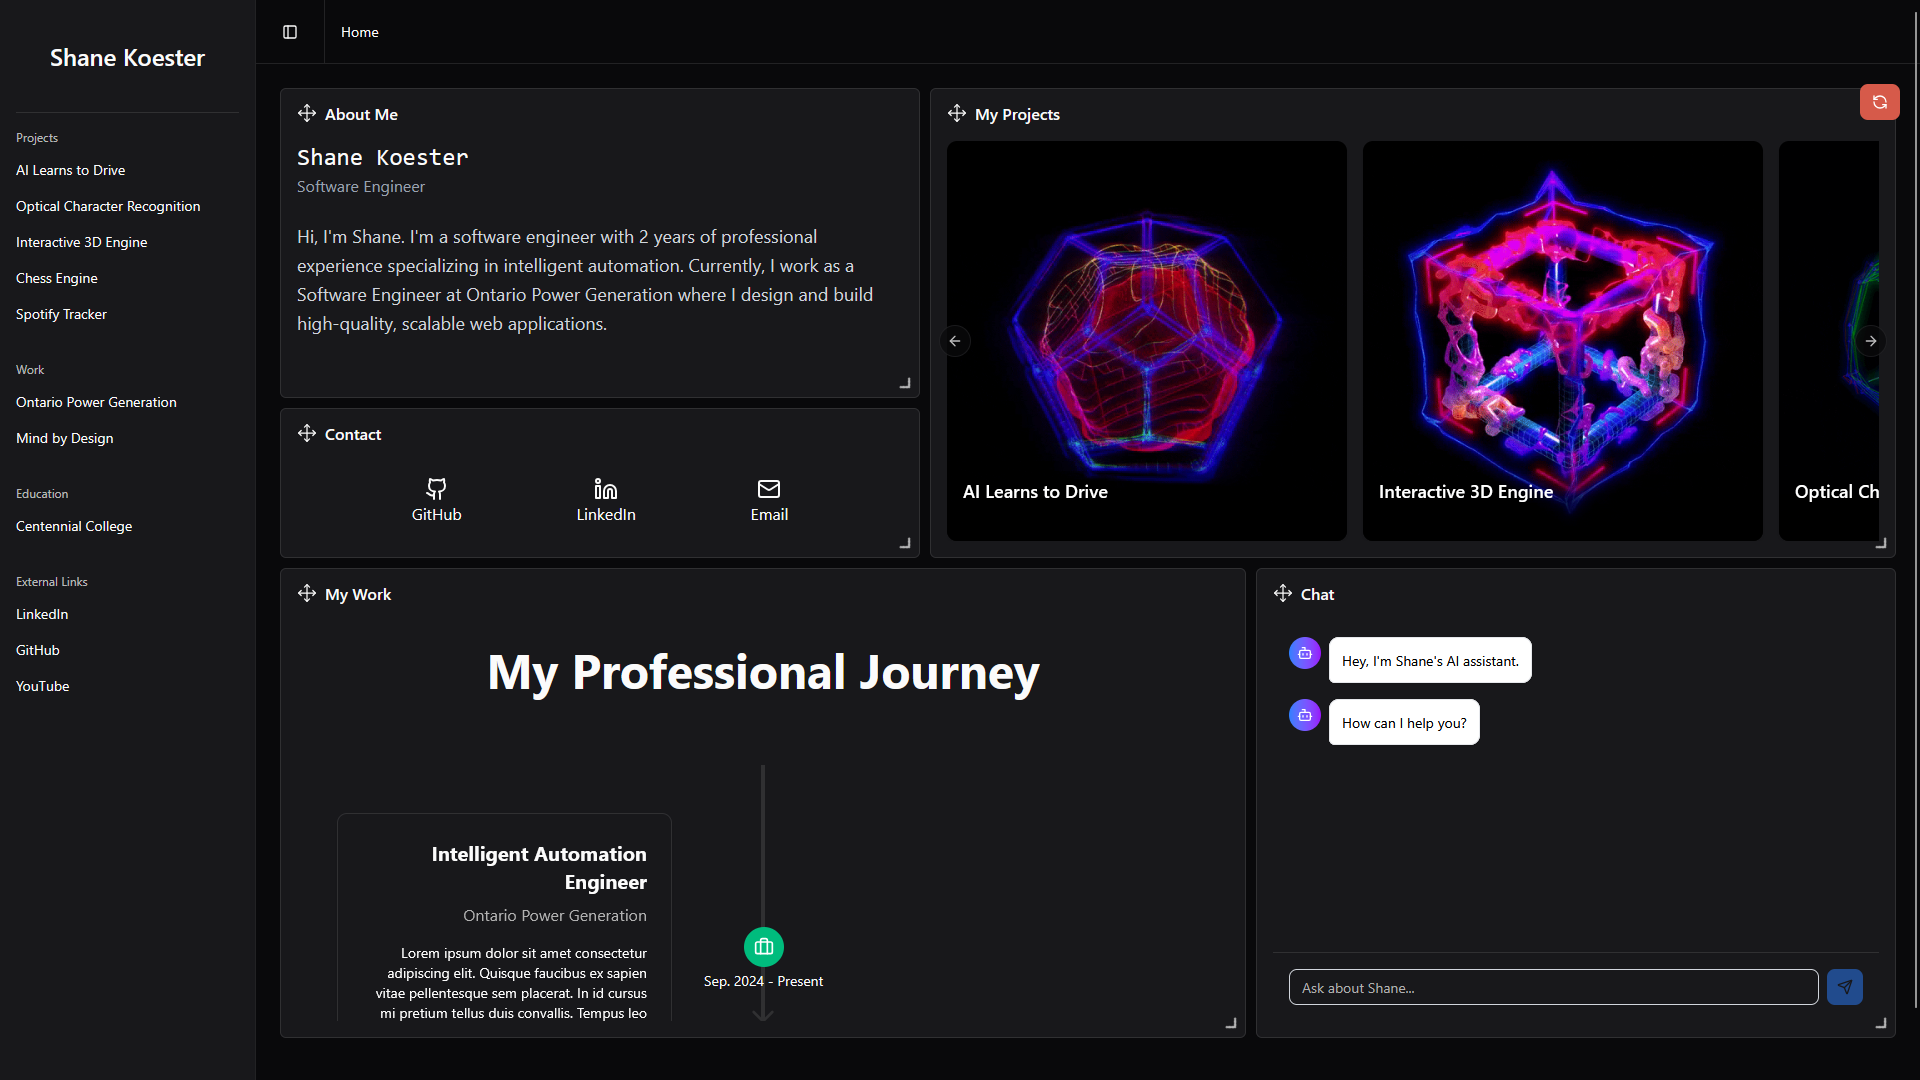 Shane Koester
Projects
AI Learns to Drive
Optical Character Recognition
Interactive 3D Engine
Chess Engine
Spotify Tracker
Work
Ontario Power Generation
Mind by Design
Education
Centennial College
External Links
LinkedIn
GitHub
YouTube
Home
About Me
Shane Koester
Software Engineer
Hi, I'm Shane. I'm a software engineer with 2 years of professional
experience specializing in intelligent automation. Currently, I work as a
Software Engineer at Ontario Power Generation where I design and build
high-quality, scalable web applications.
Contact
GitHub
LinkedIn
Email
My Projects
AI Learns to Drive
Interactive 3D Engine
Optical Ch
My Work
My Professional Journey
Intelligent Automation
Engineer
Ontario Power Generation
Lorem ipsum dolor sit amet consectetur
adipiscing elit. Quisque faucibus ex sapien
vitae pellentesque sem placerat. In id cursus
mi pretium tellus duis convallis. Tempus leo
Sep. 2024 - Present
Chat
Hey, I'm Shane's AI assistant.
How can I help you?
Ask about Shane...